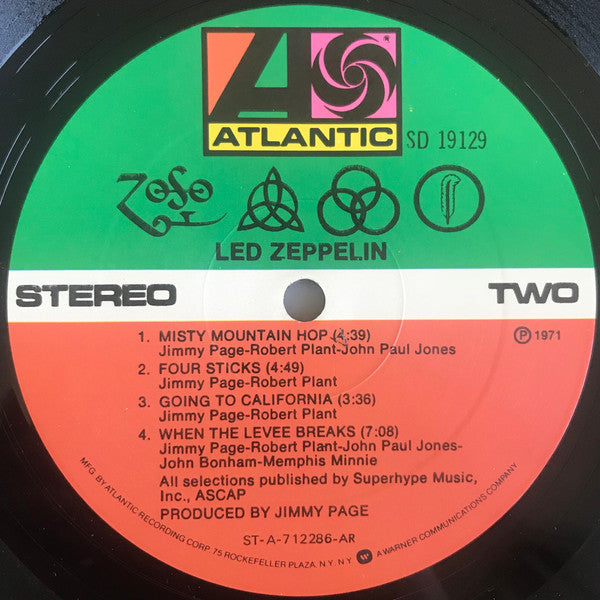 ATLANTIC
SD 19129
ZoSo
LED ZEPPELIN
STEREO
TWO
℗ 1971
1. MISTY MOUNTAIN HOP (4:39)
Jimmy Page-Robert Plant-John Paul Jones
2. FOUR STICKS (4:49)
Jimmy Page-Robert Plant
3. GOING TO CALIFORNIA (3:36)
Jimmy Page-Robert Plant
4. WHEN THE LEVEE BREAKS (7:08)
Jimmy Page-Robert Plant-John Paul Jones-
John Bonham-Memphis Minnie
All selections published by Superhype Music,
Inc., ASCAP
PRODUCED BY JIMMY PAGE
ST-A-712286-AR
MFG BY ATLANTIC RECORDING CORP. 75 ROCKEFELLER PLAZA N.Y. N.Y. A WARNER COMMUNICATIONS COMPANY